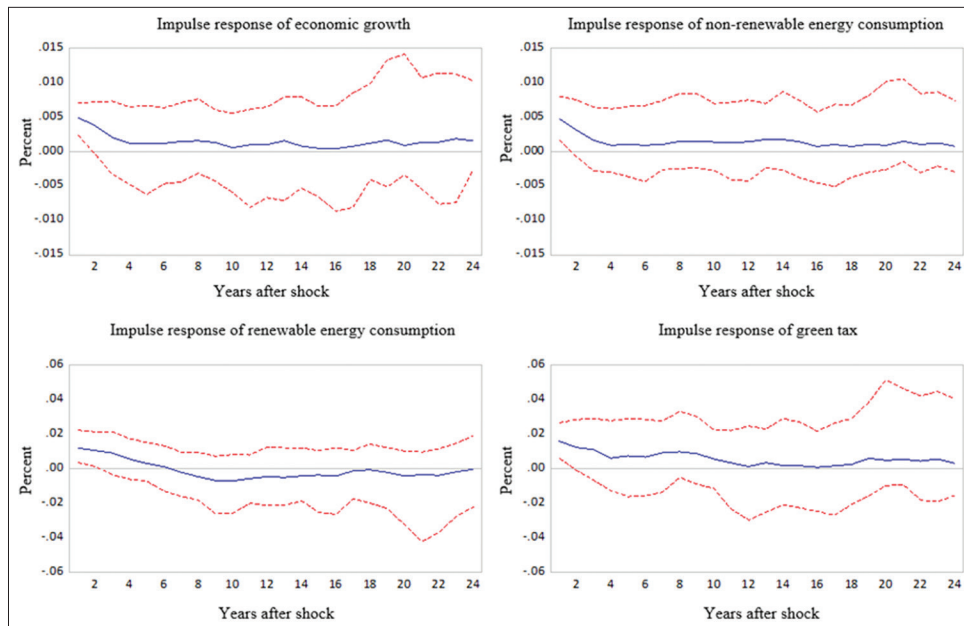 Impulse response of economic growth
.015
.010
.005
.000
-.005
-.010
-.015
Percent
2 4 6 8 10 12 14 16 18 20 22 24
Years after shock
Impulse response of non-renewable energy consumption
.015
.010
.005
.000
-.005
-.010
-.015
Percent
2 4 6 8 10 12 14 16 18 20 22 24
Years after shock
Impulse response of renewable energy consumption
.06
.04
.02
.00
-.02
-.04
-.06
Percent
2 4 6 8 10 12 14 16 18 20 22 24
Years after shock
Impulse response of green tax
.06
.04
.02
.00
-.02
-.04
-.06
Percent
2 4 6 8 10 12 14 16 18 20 22 24
Years after shock